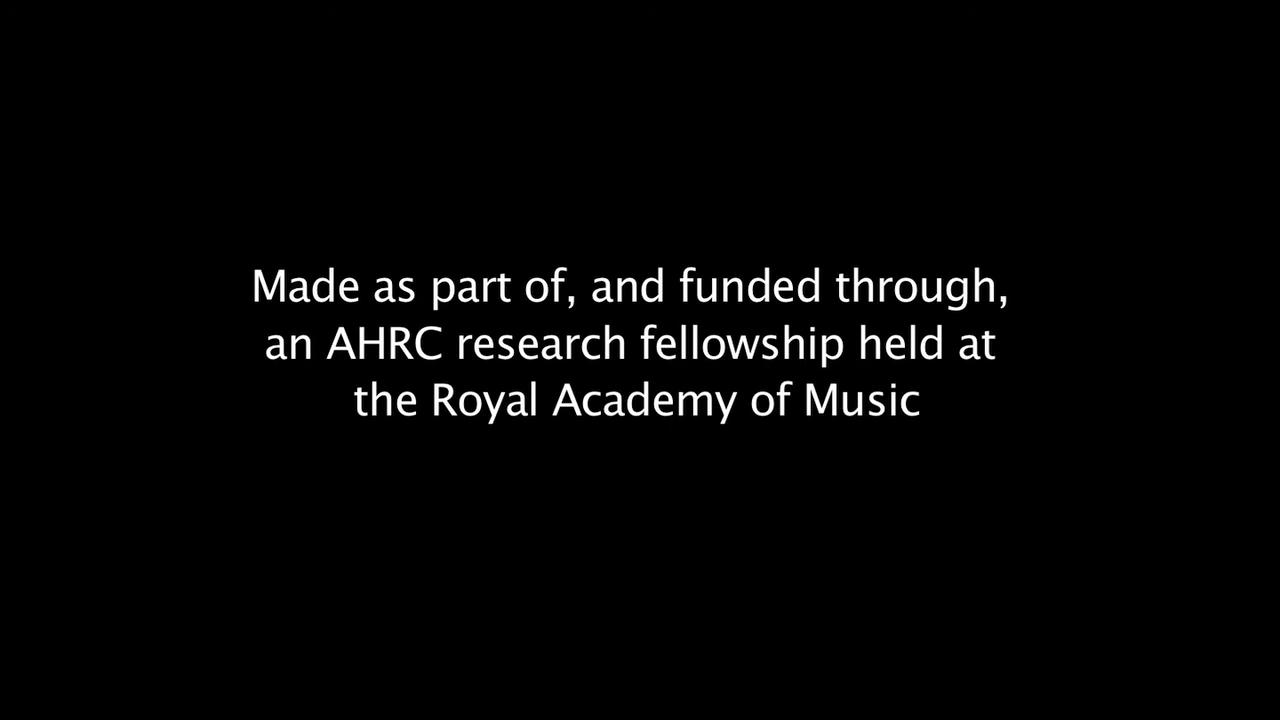 Made as part of, and funded through,
an AHRC research fellowship held at
the Royal Academy of Music